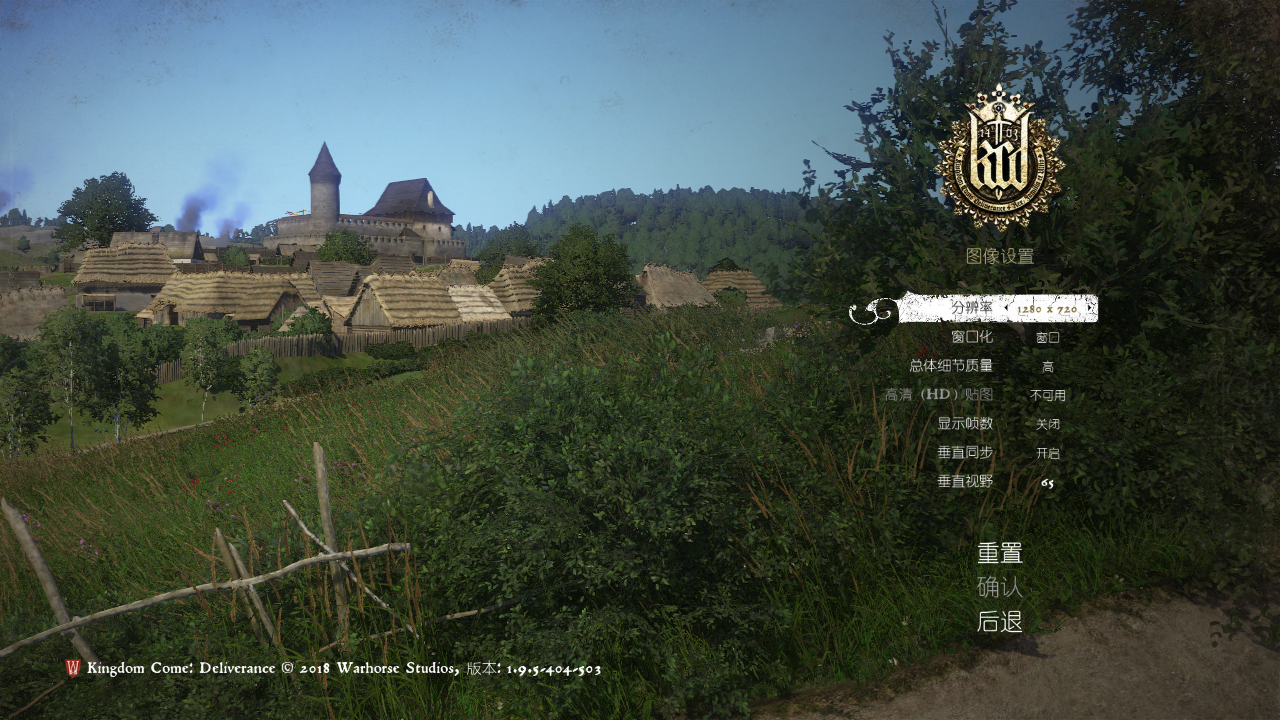 14 03
kcd
图像设置
分辨率 1280 x 720
窗口化 窗口
总体细节质量 高
高清（HD）贴图 不可用
显示帧数 关闭
垂直同步 开启
垂直视野 65
重置
确认
后退
W Kingdom Come: Deliverance © 2018 Warhorse Studios, 版本: 1.9.5-404-503